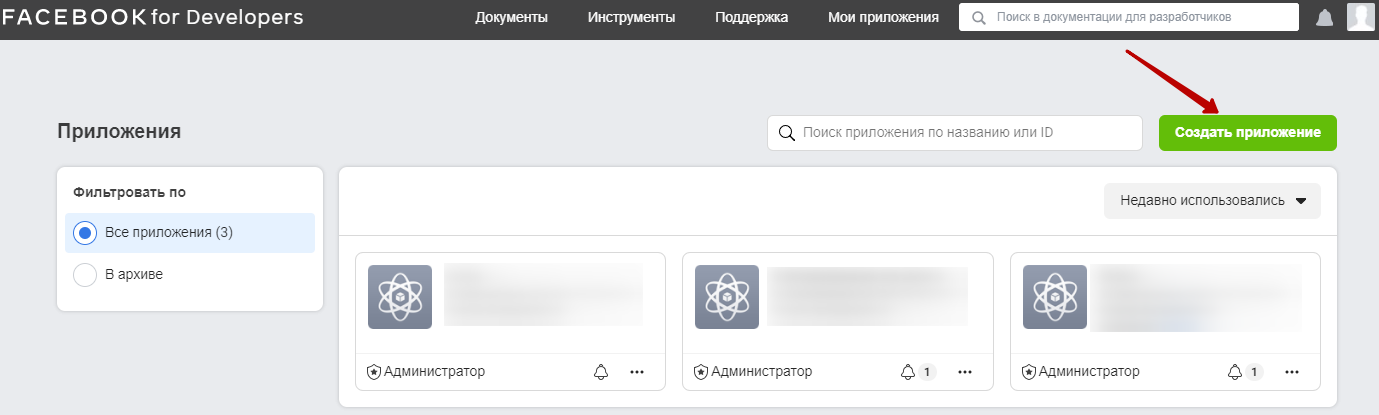 FACEBOOK for Developers
Документы Инструменты Поддержка Мои приложения Поиск в документации для разработчиков
Приложения
Поиск приложения по названию или ID
Создать приложение
Фильтровать по
Все приложения (3)
В архиве
Недавно использовались
Администратор
Администратор 1
Администратор 1